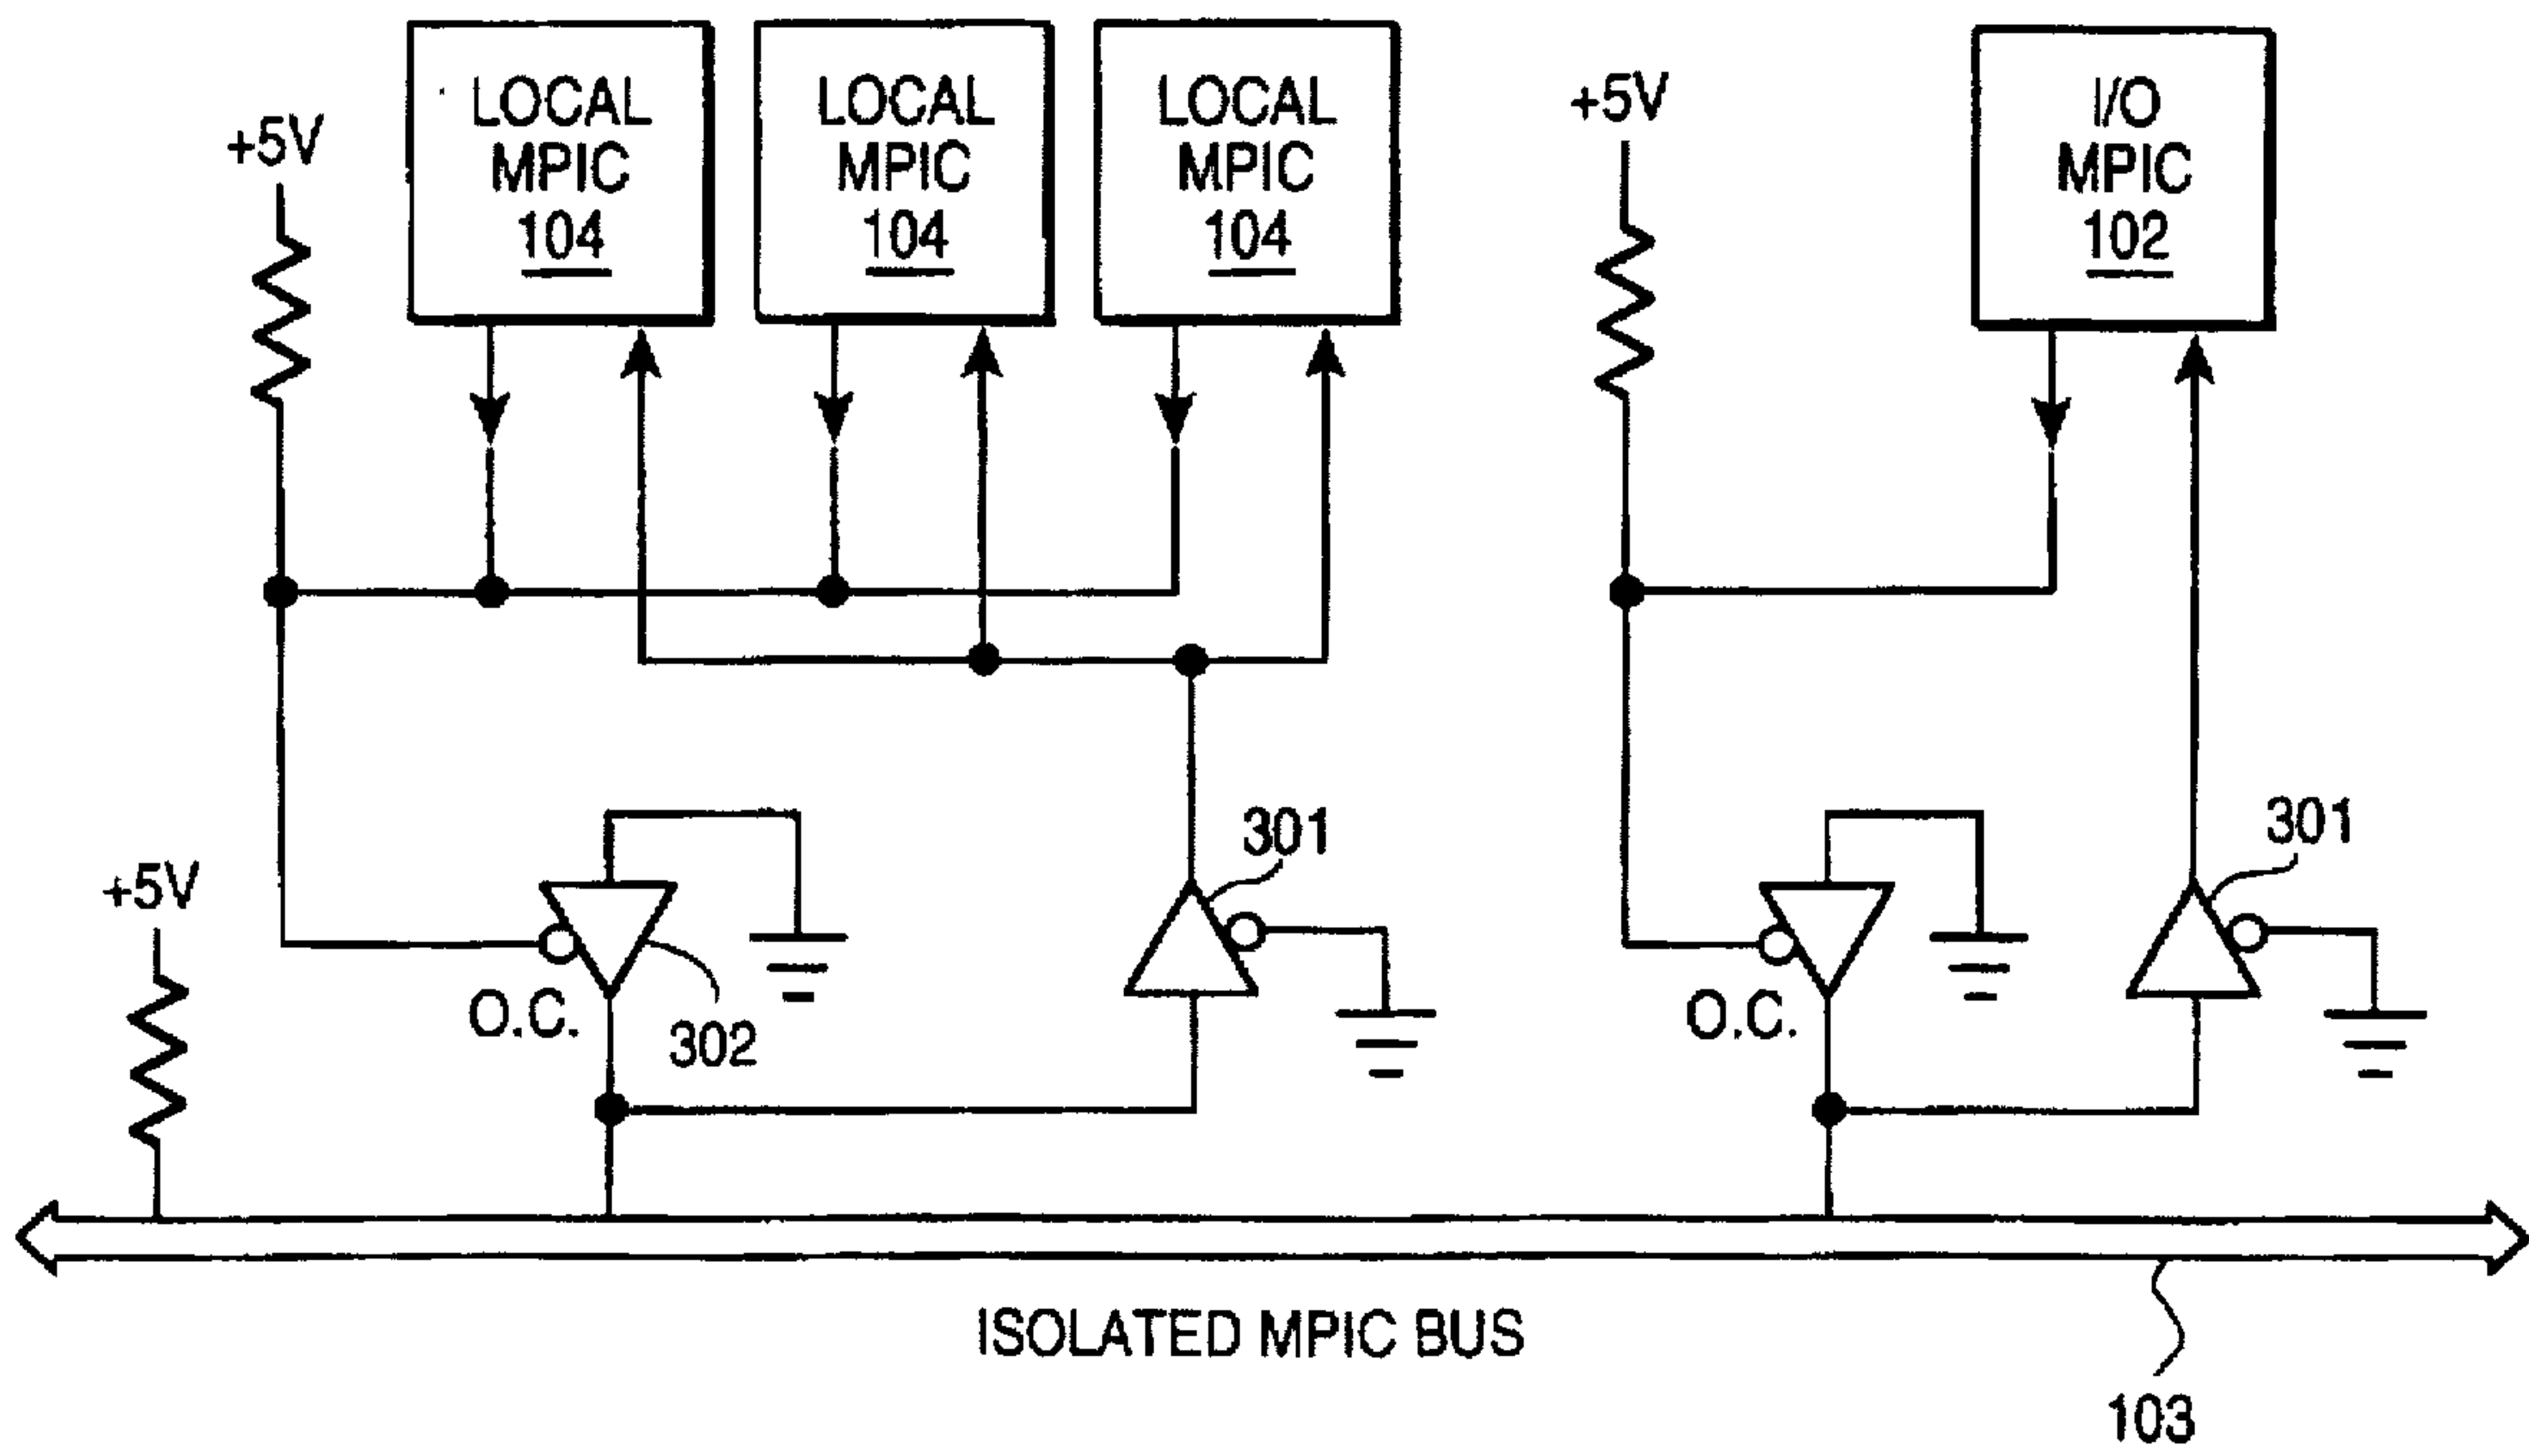 LOCAL
MPIC
104
LOCAL
MPIC
104
LOCAL
MPIC
104
I/O
MPIC
102
+5V
+5V
+5V
301
301
O.C.
302
O.C.
ISOLATED MPIC BUS
103